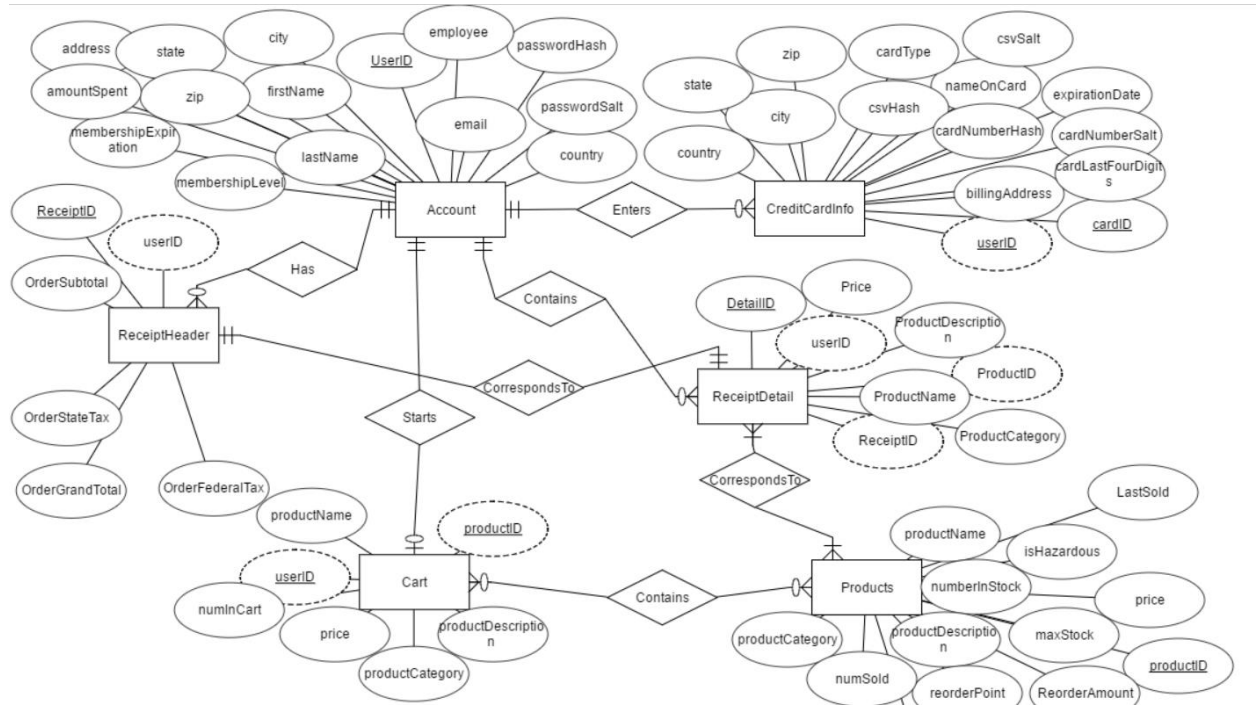 address
state
city
UserID
employee
passwordHash
amountSpent
zip
firstName
email
passwordSalt
membershipExpir
ation
lastName
country
membershipLevel
Account
Enters
state
zip
cardType
csvSalt
city
csvHash
nameOnCard
expirationDate
country
cardNumberHash
cardNumberSalt
cardLastFourDigit
s
billingAddress
cardID
userID
CreditCardInfo
ReceiptID
userID
Has
OrderSubtotal
ReceiptHeader
OrderStateTax
OrderGrandTotal
OrderFederalTax
Contains
CorrespondsTo
Starts
DetailID
Price
userID
ProductDescriptio
n
ProductID
ReceiptDetail
ProductName
ReceiptID
ProductCategory
CorrespondsTo
productName
productID
userID
Cart
numInCart
price
productDescriptio
n
productCategory
Contains
LastSold
productName
isHazardous
Products
numberInStock
price
productCategory
productDescriptio
n
maxStock
productID
numSold
reorderPoint
ReorderAmount